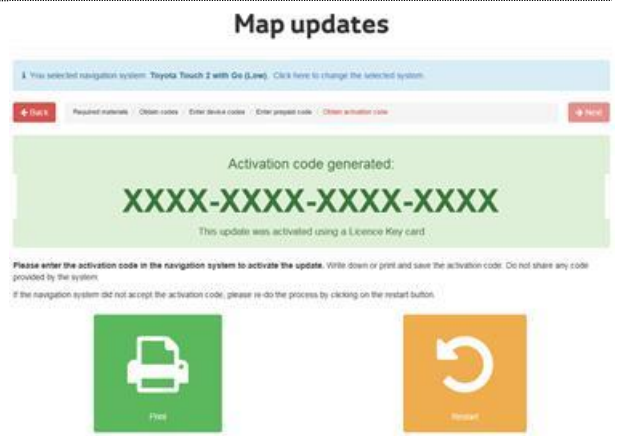 Map updates
i You selected navigation system: Toyota Touch 2 with Go (Low). Click here to change the selected system.
← Back Required materials / Obtain codes / Enter device codes / Enter prepaid code / Obtain activation code → Next
Activation code generated:
XXXX-XXXX-XXXX-XXXX
This update was activated using a Licence Key card
Please enter the activation code in the navigation system to activate the update. Write down or print and save the activation code. Do not share any code
provided by the system.
If the navigation system did not accept the activation code, please re-do the process by clicking on the restart button.
Print Restart